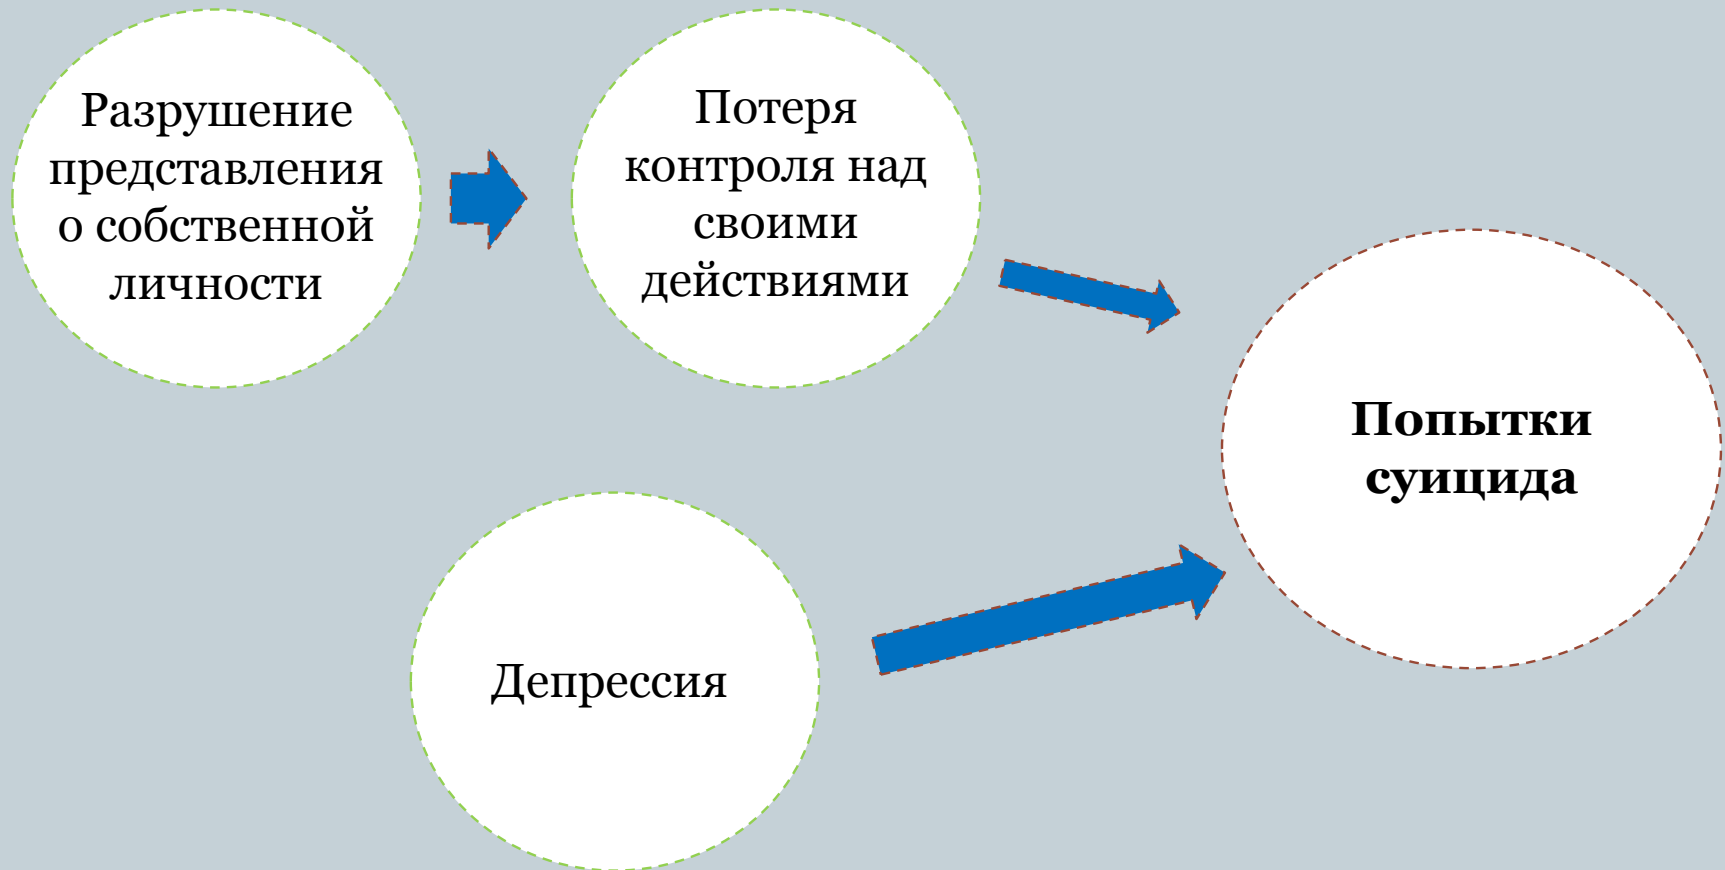 Разрушение
представления
о собственной
личности
Потеря
контроля над
своими
действиями
Попытки
суицида
Депрессия